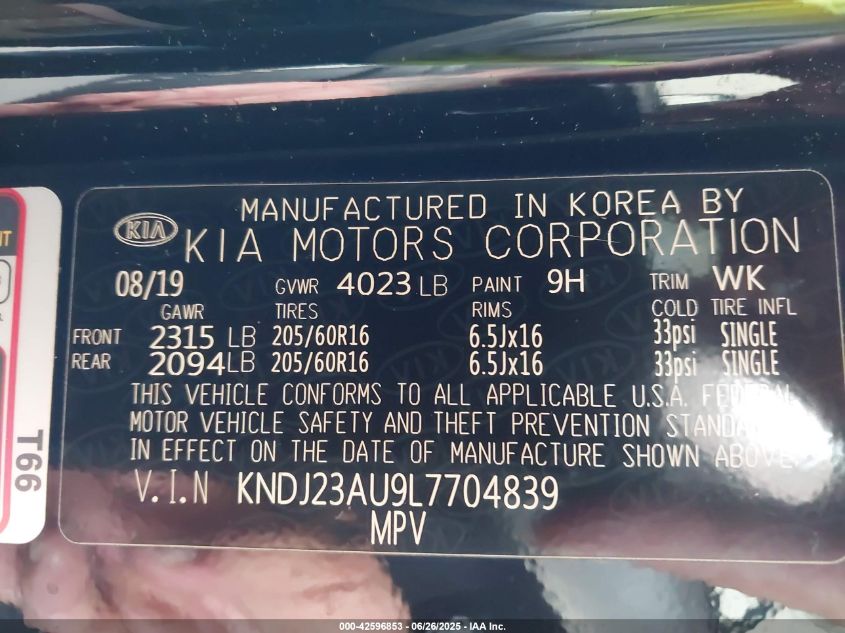 MANUFACTURED IN KOREA BY
KIA KIA MOTORS CORPORATION
08/19 GVWR 4023 LB PAINT 9H TRIM WK
GAWR TIRES RIMS COLD TIRE INFL
FRONT 2315 LB 205/60R16 6.5Jx16 33psi SINGLE
REAR 2094LB 205/60R16 6.5Jx16 33psi SINGLE
THIS VEHICLE CONFORMS TO ALL APPLICABLE U.S.A. FEDERAL
MOTOR VEHICLE SAFETY AND THEFT PREVENTION
IN EFFECT ON THE DATE OF MANUFACTURE SHOWN ABOVE.
V.I.N KNDJ23AU9L7704839
MPV
T66
000-42596853 - 06/26/2025 - IAA Inc.